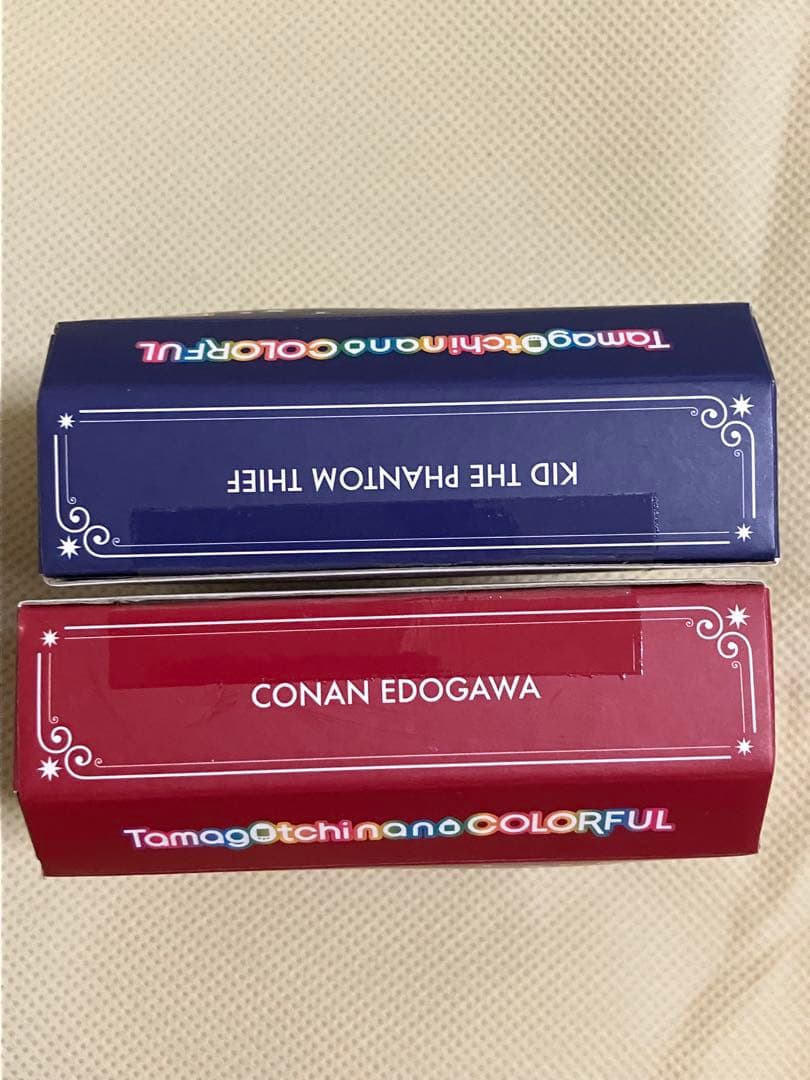 Tamagotchi nano COLORFUL
KID THE PHANTOM THIEF
CONAN EDOGAWA
Tamagotchi nano COLORFUL